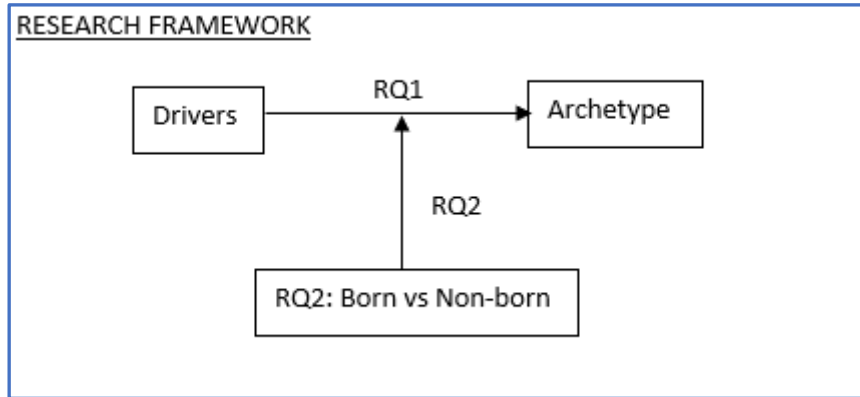 RESEARCH FRAMEWORK
RQ1
Drivers
Archetype
RQ2
RQ2: Born vs Non-born